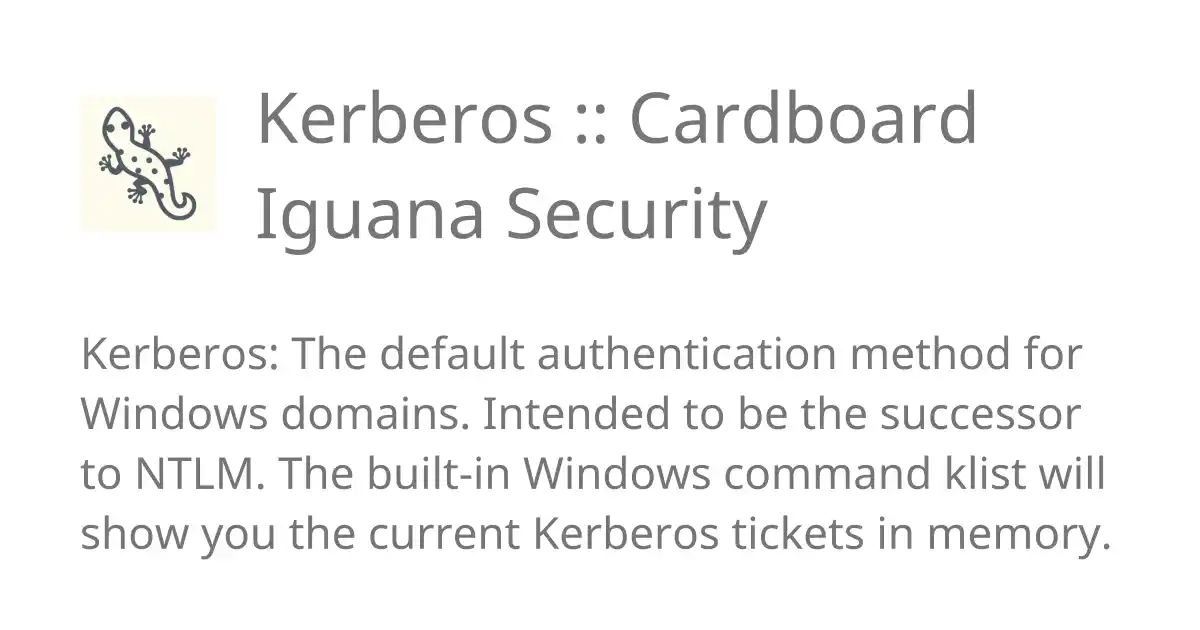 Kerberos :: Cardboard
Iguana Security
Kerberos: The default authentication method for
Windows domains. Intended to be the successor
to NTLM. The built-in Windows command klist will
show you the current Kerberos tickets in memory.